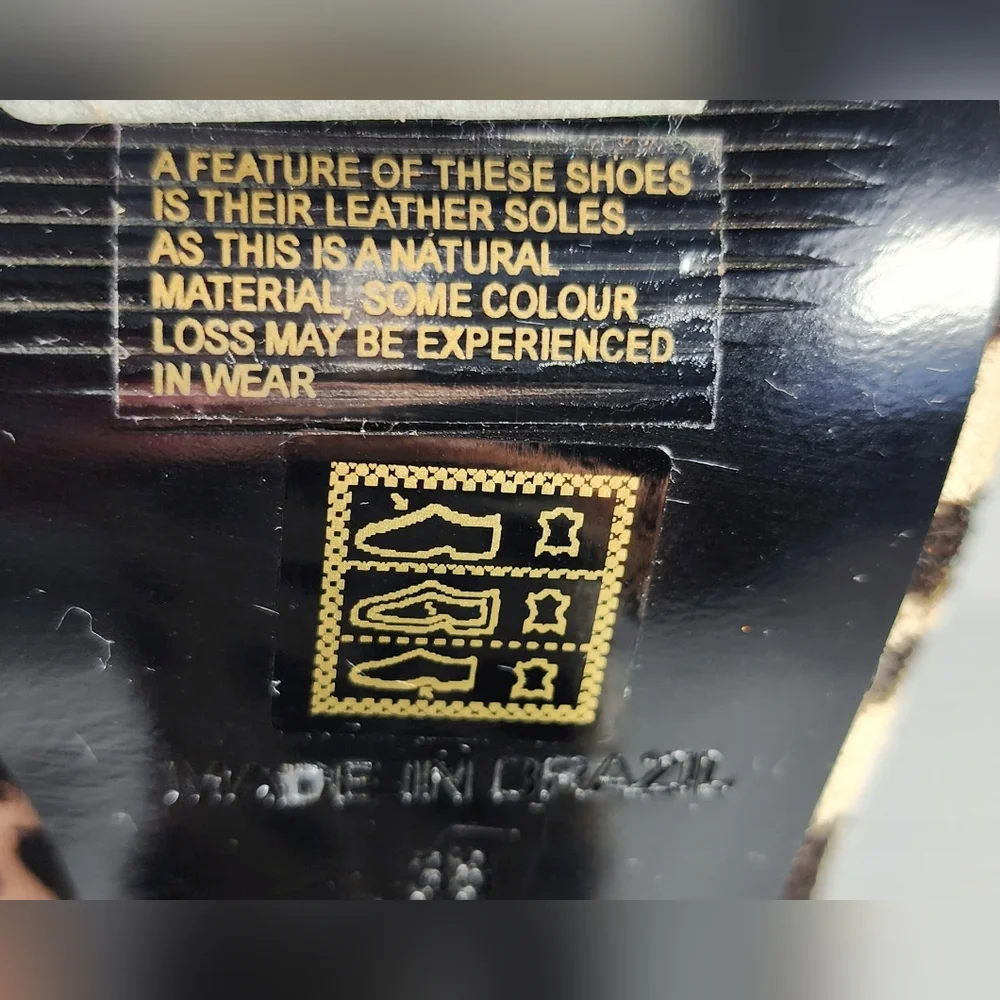 A FEATURE OF THESE SHOES
IS THEIR LEATHER SOLES.
AS THIS IS A NATURAL
MATERIAL, SOME COLOUR
LOSS MAY BE EXPERIENCED
IN WEAR
MADE IN BRAZIL
38